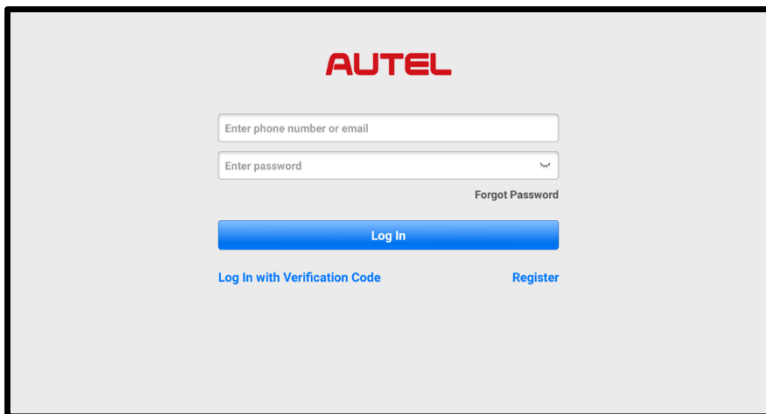 AUTEL
Enter phone number or email
Enter password
Forgot Password
Log In
Log In with Verification Code
Register